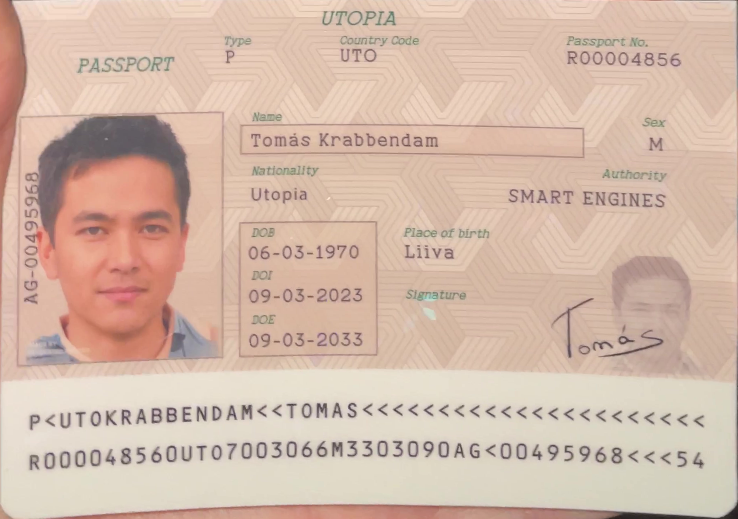 UTOPIA
PASSPORT
Type
P
Country Code
UTO
Passport No.
R00004856
Name
Tomás Krabbendam
Sex
M
Nationality
Utopia
Authority
SMART ENGINES
DOB
06-03-1970
Place of birth
Liiva
DOI
09-03-2023
Signature
DOE
09-03-2033
Tomás
AG-00495968
P<UTOKRABBENDAM<<TOMAS<<<<<<<<<<<<<<<<<<<<<<
R000048560UTO7003066M3303090AG<00495968<<<54